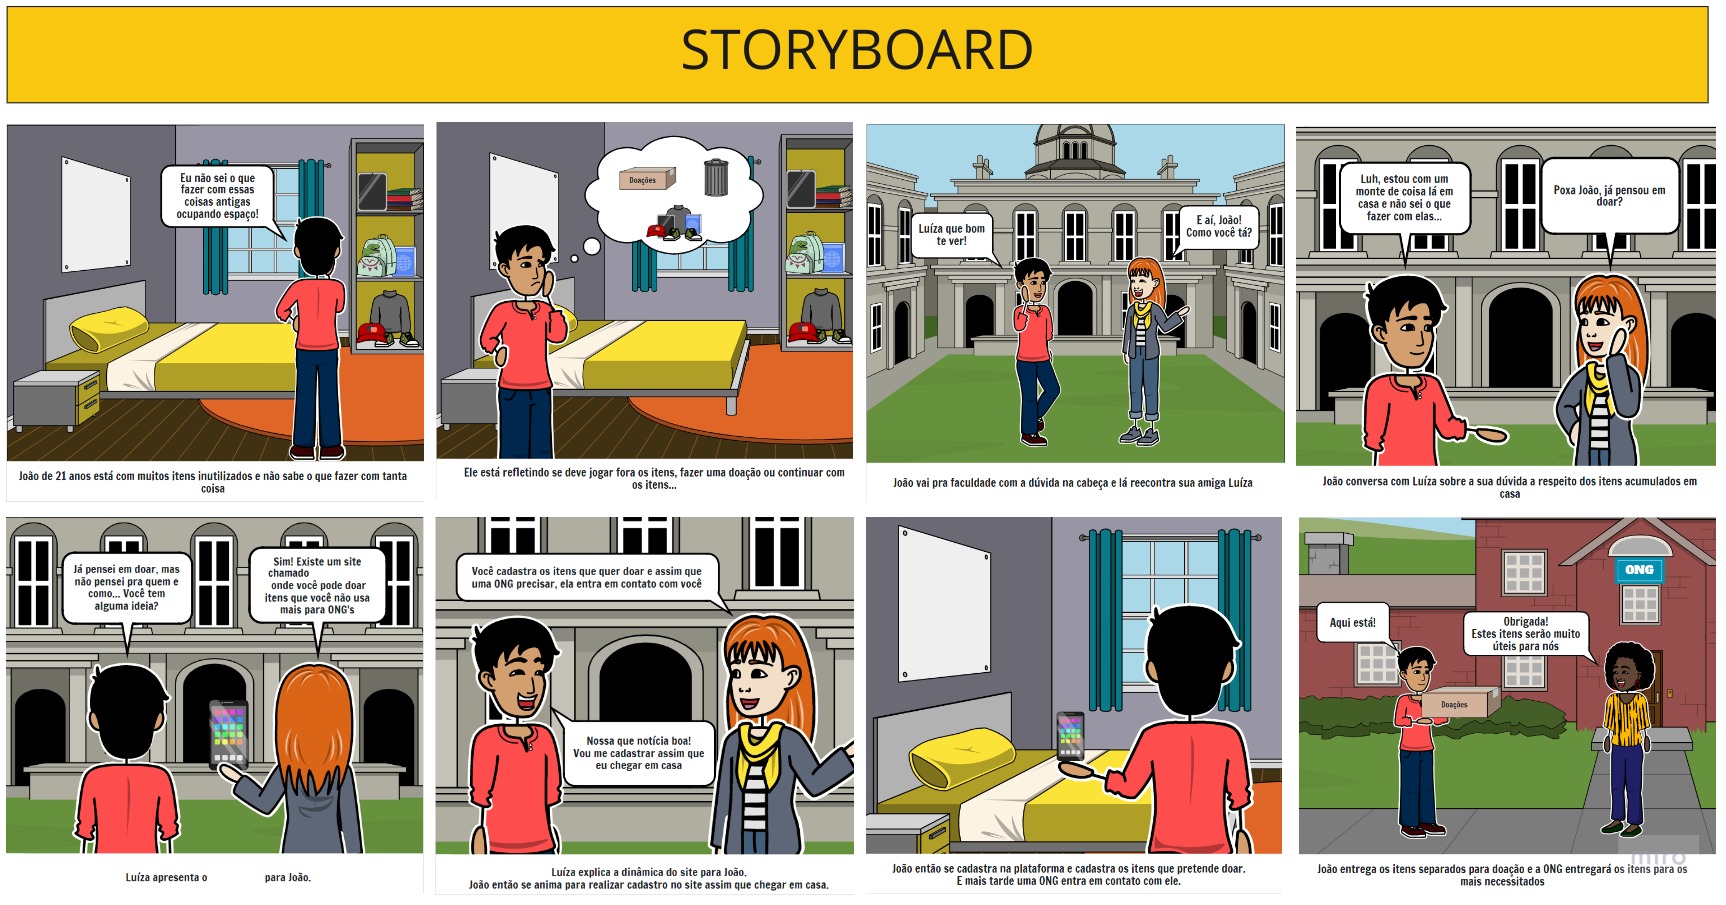 STORYBOARD
Eu não sei o que
fazer com essas
coisas antigas
ocupando espaço!
João de 21 anos está com muitos itens inutilizados e não sabe o que fazer com tanta
coisa
Doações
Ele está refletindo se deve jogar fora os itens, fazer uma doação ou continuar com
os itens...
Luíza que bom
te ver!
E aí, João!
Como você tá?
João vai pra faculdade com a dúvida na cabeça e lá reecontra sua amiga Luíza
Luh, estou com um
monte de coisa lá em
casa e não sei o que
fazer com elas...
Poxa João, já pensou em
doar?
João conversa com Luíza sobre a sua dúvida a respeito dos itens acumulados em
casa
Já pensei em doar, mas
não pensei pra quem e
como... Você tem
alguma ideia?
Sim! Existe um site
chamado
onde você pode doar
itens que você não usa
mais para ONG's
Luíza apresenta o para João.
Você cadastra os itens que quer doar e assim que
uma ONG precisar, ela entra em contato com você
Nossa que notícia boa!
Vou me cadastrar assim que
eu chegar em casa
Luíza explica a dinâmica do site para João.
João então se anima para realizar cadastro no site assim que chegar em casa.
João então se cadastra na plataforma e cadastra os itens que pretende doar.
E mais tarde uma ONG entra em contato com ele.
ONG
Aqui está!
Obrigada!
Estes itens serão muito
úteis para nós
Doações
João entrega os itens separados para doação e a ONG entregará os itens para os
mais necessitados
miro